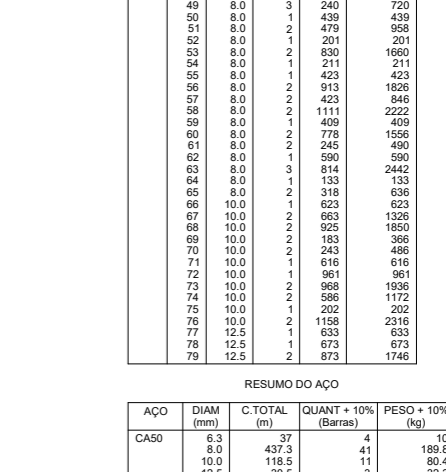 49 8.0 3 240 720
50 8.0 1 439 439
51 8.0 2 479 958
52 8.0 1 201 201
53 8.0 2 830 1660
54 8.0 1 211 211
55 8.0 1 423 423
56 8.0 2 913 1826
57 8.0 2 423 846
58 8.0 2 1111 2222
59 8.0 1 409 409
60 8.0 2 778 1556
61 8.0 2 245 490
62 8.0 1 590 590
63 8.0 3 814 2442
64 8.0 1 133 133
65 8.0 2 318 636
66 10.0 1 623 623
67 10.0 2 663 1326
68 10.0 2 925 1850
69 10.0 2 183 366
70 10.0 2 243 486
71 10.0 1 616 616
72 10.0 1 961 961
73 10.0 2 968 1936
74 10.0 2 586 1172
75 10.0 1 202 202
76 10.0 2 1158 2316
77 12.5 1 633 633
78 12.5 1 673 673
79 12.5 2 873 1746
RESUMO DO AÇO
AÇO DIAM C.TOTAL QUANT + 10% PESO + 10%
(mm) (m) (Barras) (kg)
CA50 6.3 37 4 10
8.0 437.3 41 189.8
10.0 118.5 11 80.4